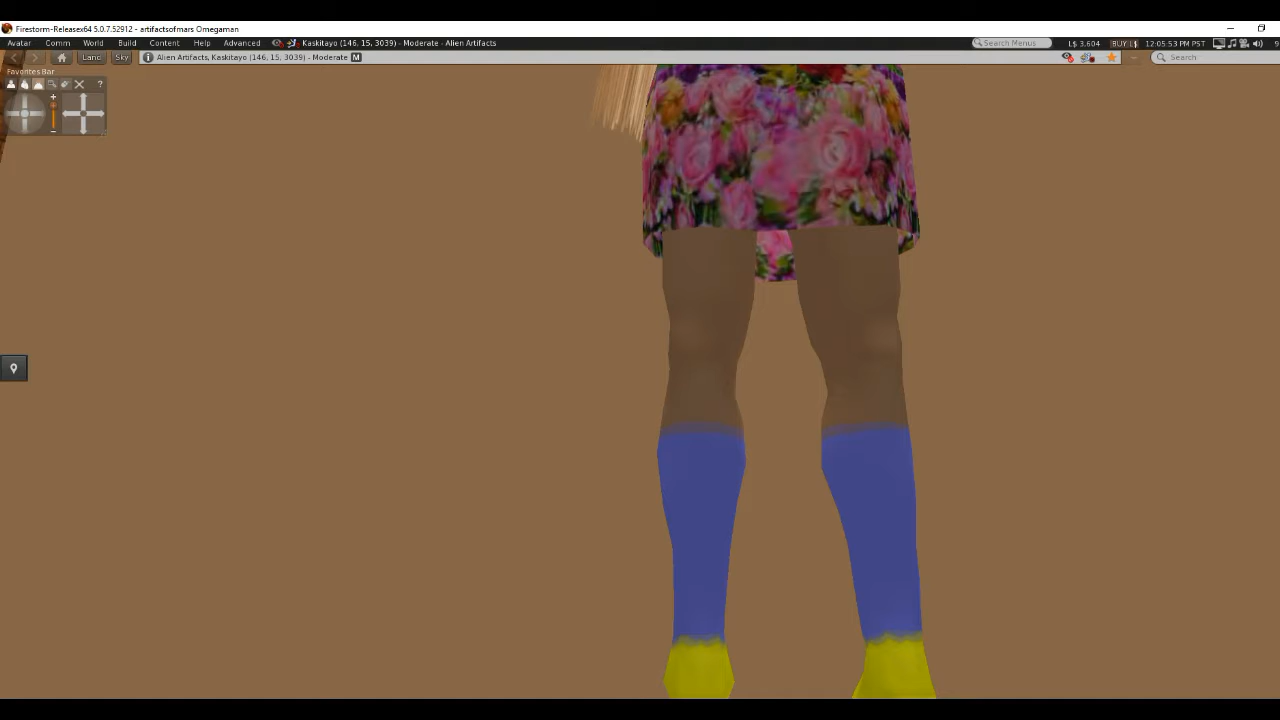 Firestorm-Releasex64 5.0.7.52912 - artifactsofmars Omegaman
Avatar Comm World Build Content Help Advanced Kaskitayo (146, 15, 3039) - Moderate - Alien Artifacts Search Menus L$ 3,604 BUY L$ 12:05:53 PM PST 9
Land Sky Alien Artifacts, Kaskitayo (146, 15, 3039) - Moderate M Search
Favorites Bar
?